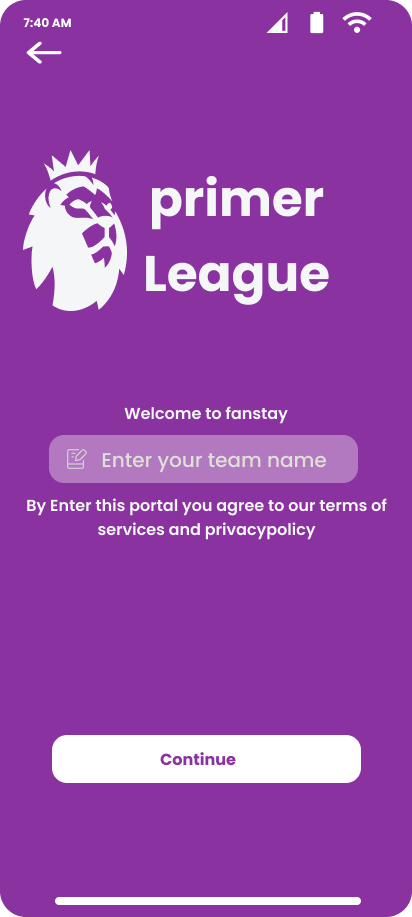 7:40 AM
primer
League
Welcome to fanstay
Enter your team name
By Enter this portal you agree to our terms of
services and privacypolicy
Continue